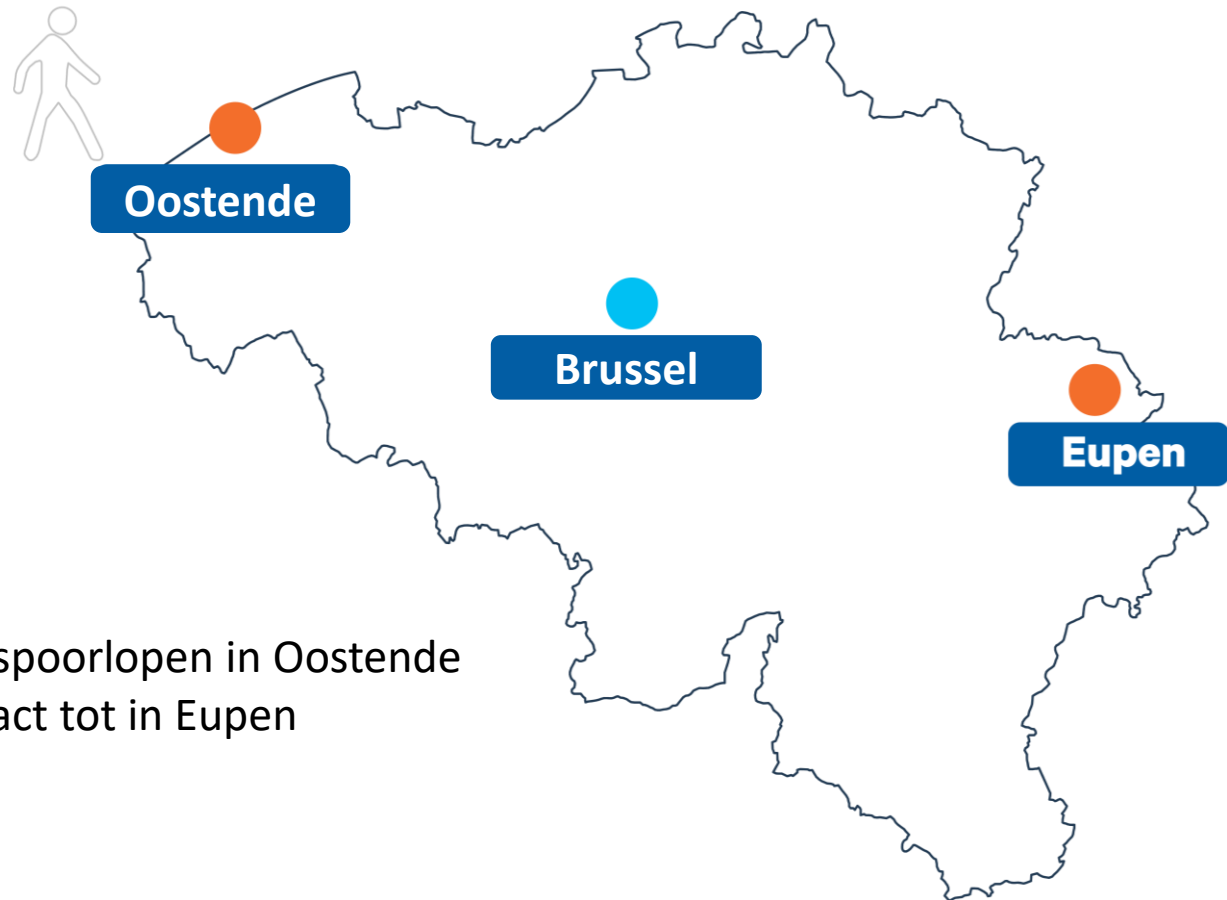 Oostende
Brussel
Eupen
spoorlopen in Oostende
act tot in Eupen